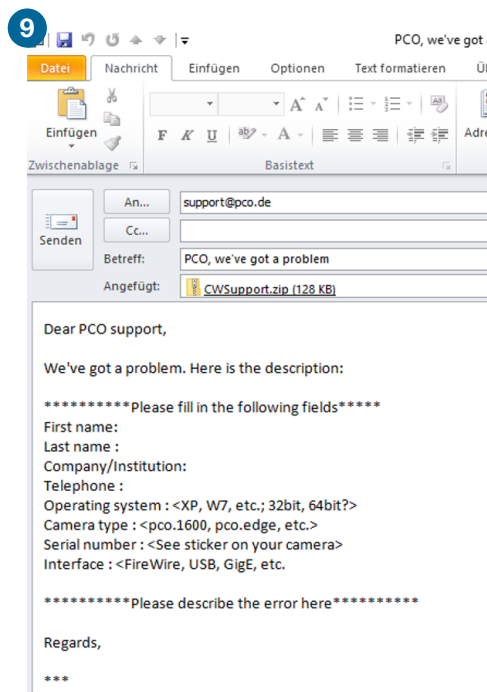 9
PCO, we've got
Datei Nachricht Einfügen Optionen Text formatieren
Einfügen
F K U ab A A A
Zwischenablage Basistext
An... support@pco.de
Cc...
Senden
Betreff: PCO, we've got a problem
Angefügt: CWSupport.zip (128 KB)
Dear PCO support,
We've got a problem. Here is the description:
**********Please fill in the following fields*****
First name:
Last name :
Company/Institution:
Telephone :
Operating system : <XP, W7, etc.; 32bit, 64bit?>
Camera type : <pco.1600, pco.edge, etc.>
Serial number : <See sticker on your camera>
Interface : <FireWire, USB, GigE, etc.
**********Please describe the error here**********
Regards,
***